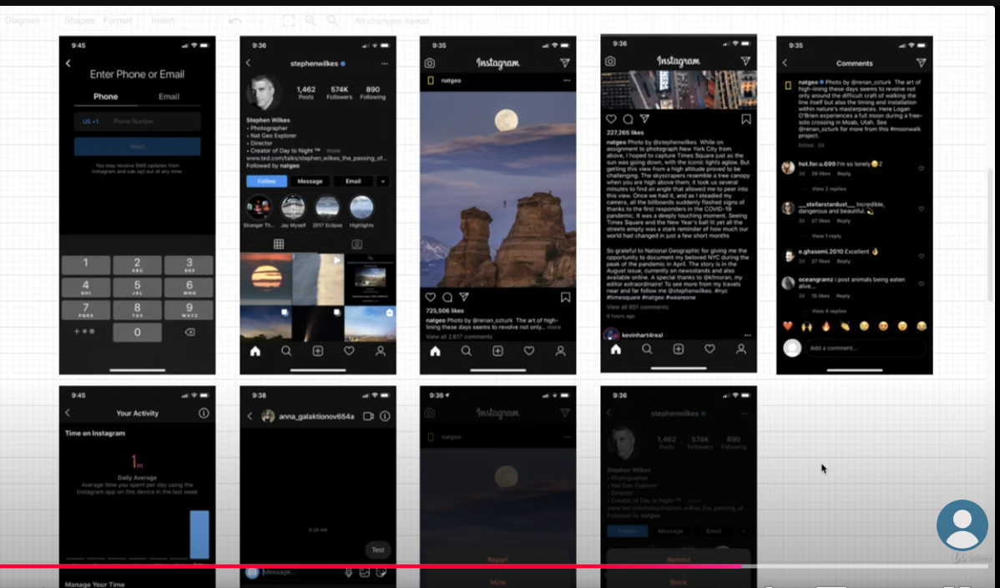 Diagram
Shapes
Format
Insert
All changes saved
9:45
Enter Phone or Email
Phone
Email
US +1
Phone Number
Next
You may receive SMS updates from
Instagram and can opt out at any time.
1
2
ABC
3
DEF
4
GHI
5
JKL
6
MNO
7
PQRS
8
TUV
9
WXYZ
+ * #
0
9:36
stephenwilkes
1,462
574K
890
Posts
Followers
Following
Stephen Wilkes
• Photographer
• Nat Geo Explorer
• Director
• Creator of Day to Night ™ more
www.ted.com/talks/stephen_wilkes_the_passing_of...
Followed by natgeo
Follow
Message
Email
Stranger Th...
Jay Myself
2017 Eclipse
Highlights
9:35
Instagram
natgeo
725,506 likes
natgeo Photo by @renan_ozturk The art of high-
lining these days seems to revolve not only... more
View all 2,617 comments
9:36
Instagram
227,265 likes
natgeo Photo by @stephenwilkes While on
assignment to photograph New York City from
above, I hoped to capture Times Square just as the
sun was going down, with the iconic lights aglow. But
getting this view from a high altitude proved to be
challenging. The skyscrapers resemble a tree canopy
when you are high above them; it took us several
minutes to find an angle that allowed me to peer into
this view. Once we had it, and as I steadied my
camera, all the billboards suddenly flashed signs of
thanks to the first responders in the COVID-19
pandemic. It was a deeply touching moment. Seeing
Times Square and the New Year's ball lit yet all the
streets empty was a stark reminder of how much our
world had changed in just a few short months
So grateful to National Geographic for giving me the
opportunity to document my beloved NYC during the
peak of the pandemic in April. The story is in the
August issue, currently on newsstands and also
available online. A special thanks to @kfmoran, my
editor extraordinaire! To see more from my travels
near and far follow me @stephenwilkes. #nyc
#timesquare #natgeo #weareone
View all 651 comments
9 hours ago
kevinhart4real
9:35
Comments
natgeo Photo by @renan_ozturk The art of
high-lining these days seems to revolve not
only around the difficult craft of walking the
line itself but also the timing and installation
within nature's masterpieces. Here Logan
O'Brien experiences a full moon during a free-
solo crossing in Moab, Utah. See
@renan_ozturk for more from this #moonwalk
project.
Edited · 2d
hot.for.u.699 I'm so lonely😢2
2d 26 likes Reply
View 2 replies
__stellarstardust__ Incredible,
dangerous and beautiful. 💫
2d 27 likes Reply
View 1 reply
e.ghasemi.2010 Excellent 👌
2d 27 likes Reply
oceangramz i post animals being eaten
alive...
2d 15 likes Reply
View 4 replies
Add a comment...
9:45
Your Activity
Time on Instagram
1m
Daily Average
Average time you spent per day using the
Instagram app on this device in the last week
Manage Your Time
9:38
anna_galaktionov654a
9:36 AM
Test
Message...
9:36
Instagram
natgeo
Report
Mute
9:36
stephenwilkes
1,462
574K
890
Posts
Followers
Following
Stephen Wilkes
• Photographer
• Nat Geo Explorer
• Director
• Creator of Day to Night ™ more
www.ted.com/talks/stephen_wilkes_the_passing_of...
Followed by natgeo
Follow
Message
Email
Restrict
Block